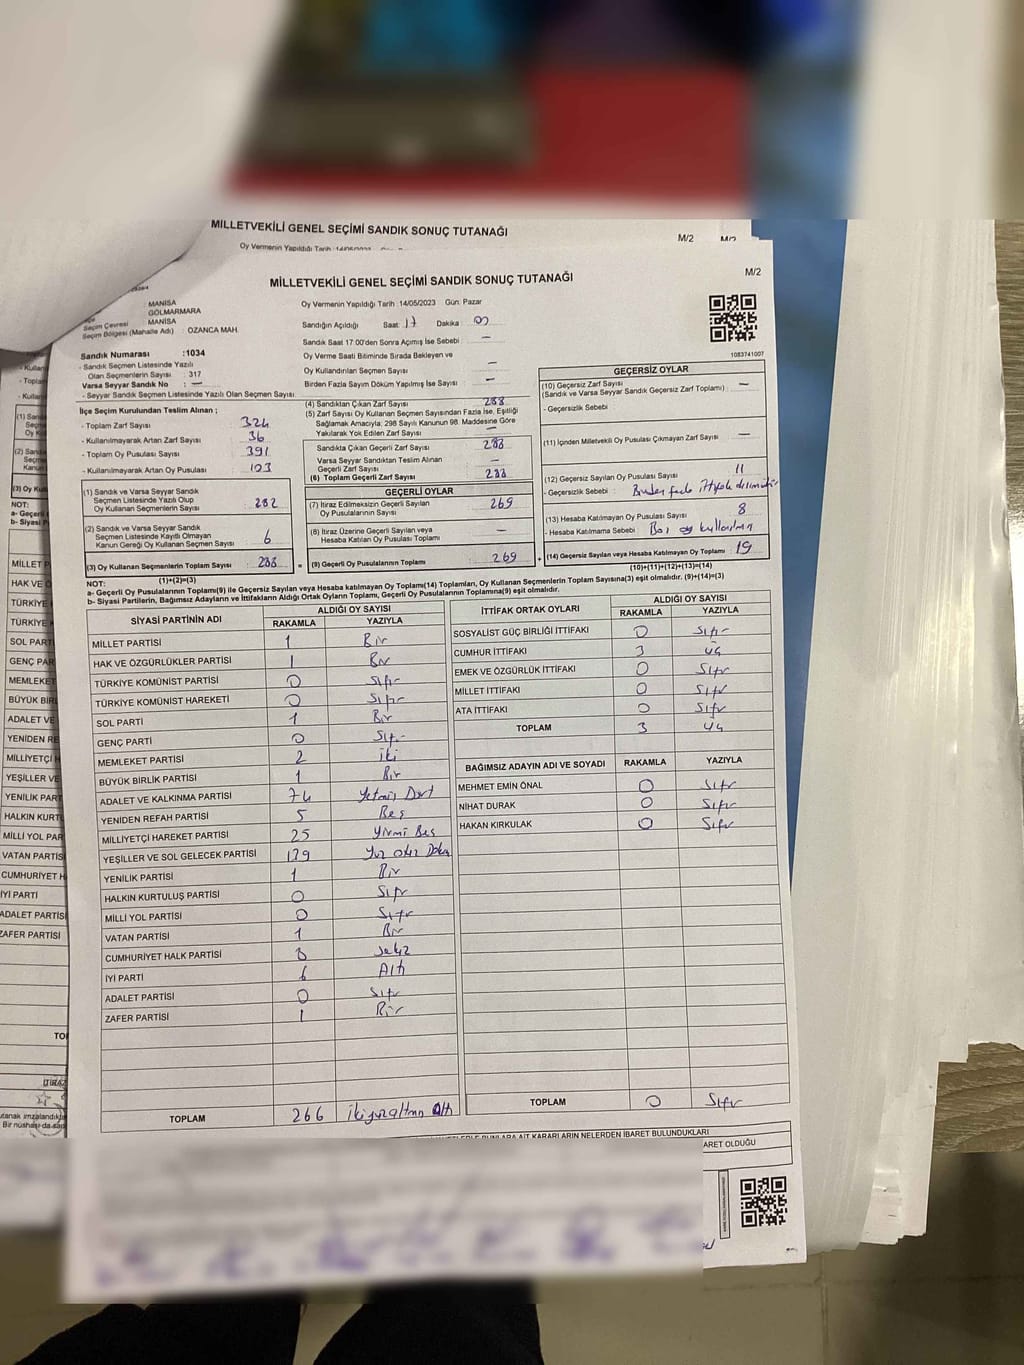 MİLLETVEKİLİ GENEL SEÇİMİ SANDIK SONUÇ TUTANAĞI
M/2
Oy Vermenin Yapıldığı Tarih
MİLLETVEKİLİ GENEL SEÇİMİ SANDIK SONUÇ TUTANAĞI
M/2
: MANİSA
GÖLMARMARA
Seçim Çevresi : MANİSA
Seçim Bölgesi (Mahalle Adı) : OZANCA MAH.
Oy Vermenin Yapıldığı Tarih 14/05/2023 Gün: Pazar
Sandığın Açıldığı Saat: 17 Dakika: 00
Sandık Saat 17:00'den Sonra Açımış İse Sebebi —
Oy Verme Saati Bitiminde Sırada Bekleyen ve
Oy Kullandırılan Seçmen Sayısı —
Birden Fazla Sayım Döküm Yapılmış İse Sayısı —
1083741007
Sandık Numarası :1034
- Sandık Seçmen Listesinde Yazılı
Olan Seçmenlerin Sayısı : 317
Varsa Seyyar Sandık No : —
- Seyyar Sandık Seçmen Listesinde Yazılı Olan Seçmen Sayısı
İlçe Seçim Kurulundan Teslim Alınan ;
- Toplam Zarf Sayısı 324
- Kullanılmayarak Artan Zarf Sayısı 36
- Toplam Oy Pusulası Sayısı 391
- Kullanılmayarak Artan Oy Pusulası 103
(1) Sandık ve Varsa Seyyar Sandık
Seçmen Listesinde Yazılı Olup
Oy Kullanan Seçmenlerin Sayısı 282
(2) Sandık ve Varsa Seyyar Sandık
Seçmen Listesinde Kayıtlı Olmayan
Kanun Gereği Oy Kullanan Seçmen Sayısı 6
(3) Oy Kullanan Seçmenlerin Toplam Sayısı 288
(1)+(2)=(3)
(4) Sandıktan Çıkan Zarf Sayısı 288
(5) Zarf Sayısı Oy Kullanan Seçmen Sayısından Fazla İse, Eşitliği
Sağlamak Amacıyla; 298 Sayılı Kanunun 98. Maddesine Göre
Yakılarak Yok Edilen Zarf Sayısı —
Sandıkta Çıkan Geçerli Zarf Sayısı 288
Varsa Seyyar Sandıktan Teslim Alınan
Geçerli Zarf Sayısı —
(6) Toplam Geçerli Zarf Sayısı 288
GEÇERLİ OYLAR
(7) İtiraz Edilmeksizin Geçerli Sayılan
Oy Pusulasının Sayısı 269
(8) İtiraz Üzerine Geçerli Sayılan veya
Hesaba Katılan Oy Pusulası Toplamı —
(9) Geçerli Oy Pusulalarının Toplamı 269
GEÇERSİZ OYLAR
(10) Geçersiz Zarf Sayısı —
(Sandık ve Varsa Seyyar Sandık Geçersiz Zarf Toplamı)
- Geçersizlik Sebebi
(11) İçinden Milletvekili Oy Pusulası Çıkmayan Zarf Sayısı —
(12) Geçersiz Sayılan Oy Pusulası Sayısı 11
- Geçersizlik Sebebi :
(13) Hesaba Katılmayan Oy Pusulası Sayısı 8
- Hesaba Katılmama Sebebi Boş oy kullanılan
(14) Geçersiz Sayılan veya Hesaba Katılmayan Oy Toplamı 19
(10)+(11)+(12)+(13)=(14)
NOT:
a- Geçerli Oy Pusulalarının Toplamı(9) ile Geçersiz Sayılan veya Hesaba Katılmayan Oy Toplamı(14) Toplamları, Oy Kullanan Seçmenlerin Toplam Sayısına(3) eşit olmalıdır. (9)+(14)=(3)
b- Siyasi Partilerin, Bağımsız Adayların ve İttifakların Aldığı Ortak Oyların Toplamı, Geçerli Oy Pusulalarının Toplamına(9) eşit olmalıdır.
SİYASİ PARTİNİN ADI ALDIĞI OY SAYISI
RAKAMLA YAZIYLA
MİLLET PARTİSİ 1 Bir
HAK VE ÖZGÜRLÜKLER PARTİSİ 1 Bir
TÜRKİYE KOMÜNİST PARTİSİ 0 Sıfır
TÜRKİYE KOMÜNİST HAREKETİ 0 Sıfır
SOL PARTİ 1 Bir
GENÇ PARTİ 0 Sıfır
MEMLEKET PARTİSİ 2 iki
BÜYÜK BİRLİK PARTİSİ 1 Bir
ADALET VE KALKINMA PARTİSİ 74 Yetmiş Dört
YENİDEN REFAH PARTİSİ 5 Beş
MİLLİYETÇİ HAREKET PARTİSİ 25 Yirmi Beş
YEŞİLLER VE SOL GELECEK PARTİSİ 139 Yüz otuz Dokuz
YENİLİK PARTİSİ 1 Bir
HALKIN KURTULUŞ PARTİSİ 0 Sıfır
MİLLİ YOL PARTİSİ 0 Sıfır
VATAN PARTİSİ 1 Bir
CUMHURİYET HALK PARTİSİ 8 Sekiz
İYİ PARTİ 6 Altı
ADALET PARTİSİ 0 Sıfır
ZAFER PARTİSİ 1 Bir
TOPLAM 266 ikiyüzaltmış Altı
İTTİFAK ORTAK OYLARI ALDIĞI OY SAYISI
RAKAMLA YAZIYLA
SOSYALİST GÜÇ BİRLİĞİ İTTİFAKI 0 Sıfır
CUMHUR İTTİFAKI 3 üç
EMEK VE ÖZGÜRLÜK İTTİFAKI 0 Sıfır
MİLLET İTTİFAKI 0 Sıfır
ATA İTTİFAKI 0 Sıfır
TOPLAM 3 üç
BAĞIMSIZ ADAYIN ADI VE SOYADI RAKAMLA YAZIYLA
MEHMET EMİN ÖNAL 0 Sıfır
NİHAT DURAK 0 Sıfır
HAKAN KIRKULAK 0 Sıfır
TOPLAM 0 Sıfır
AİT KARARLARIN NELERDEN İBARET BULUNDUKLARI
ARET OLDUĞU